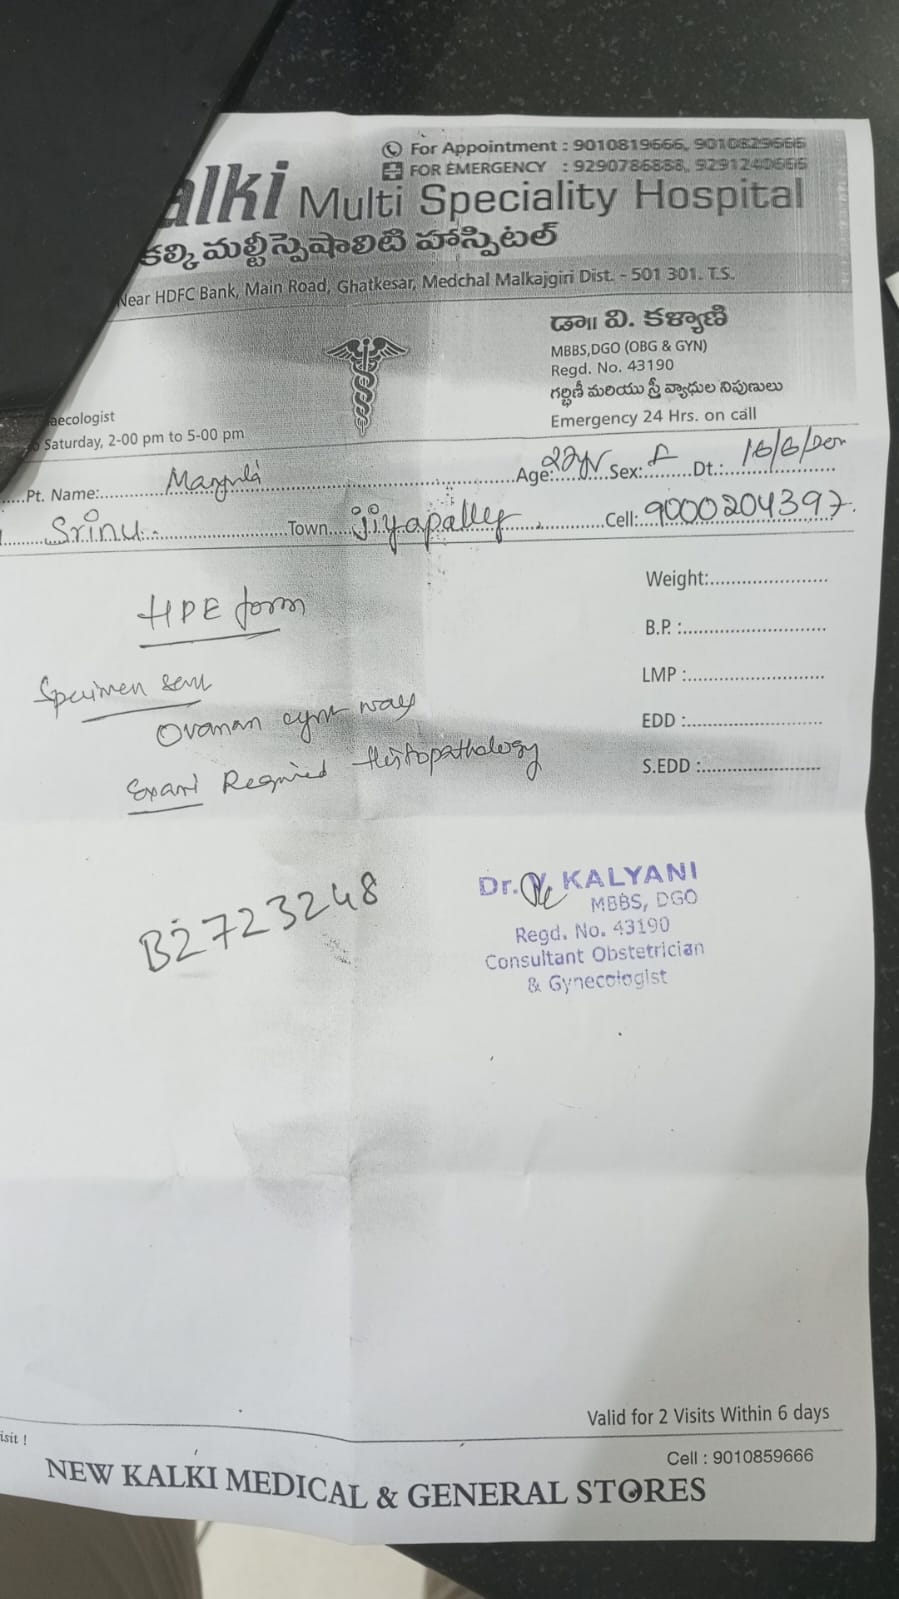 For Appointment : 9010819666, 9010829666
FOR EMERGENCY : 9290786888, 9291240666
alki Multi Speciality Hospital
కల్కి మల్టీస్పెషాలిటి హాస్పిటల్
Near HDFC Bank, Main Road, Ghatkesar, Medchal Malkajgiri Dist. - 501 301. T.S.
డా॥ వి. కళ్యాణి
MBBS,DGO (OBG & GYN)
Regd. No. 43190
గర్భిణీ మరియు స్త్రీ వ్యాధుల నిపుణులు
Emergency 24 Hrs. on call
aecologist
Saturday, 2-00 pm to 5-00 pm
Pt. Name: Manjula Age: 22yr Sex: F Dt.: 16/6/
Srinu Town jiyapally Cell: 9000204397
Weight:
B.P. :
LMP :
EDD :
S.EDD :
HPE form
Specimen sent
Ovarian cyst wall
Exam Required Histopathology
B2723248
Dr. V. KALYANI
MBBS, DGO
Regd. No. 43190
Consultant Obstetrician
& Gynecologist
Valid for 2 Visits Within 6 days
isit !
Cell : 9010859666
NEW KALKI MEDICAL & GENERAL STORES